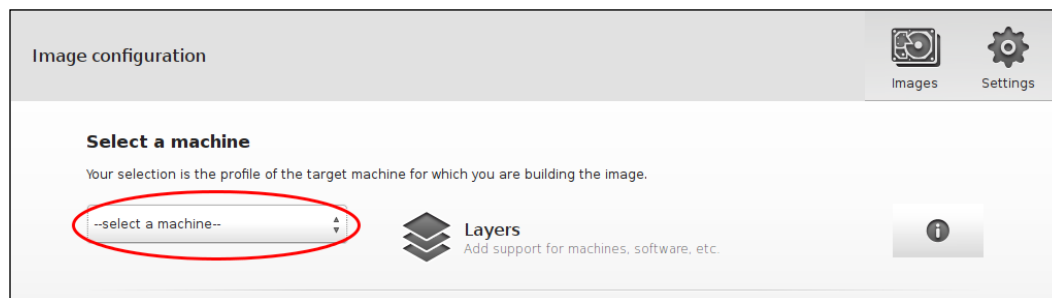 Image configuration
Images
Settings
Select a machine
Your selection is the profile of the target machine for which you are building the image.
--select a machine--
Layers
Add support for machines, software, etc.